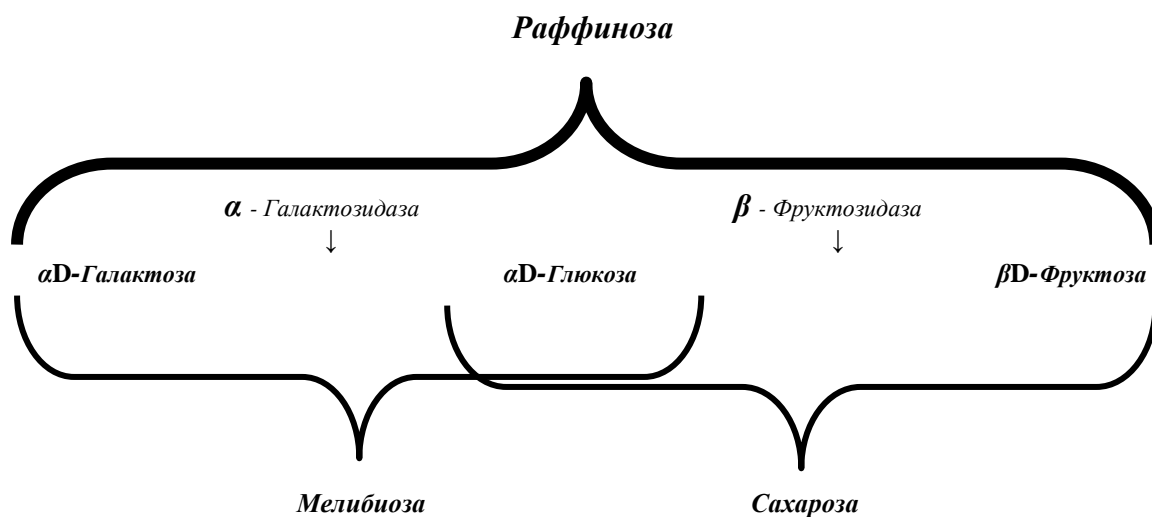 Раффиноза
α - Галактозидаза β - Фруктозидаза
↓ ↓
αD-Галактоза αD-Глюкоза βD-Фруктоза
Мелибиоза Сахароза